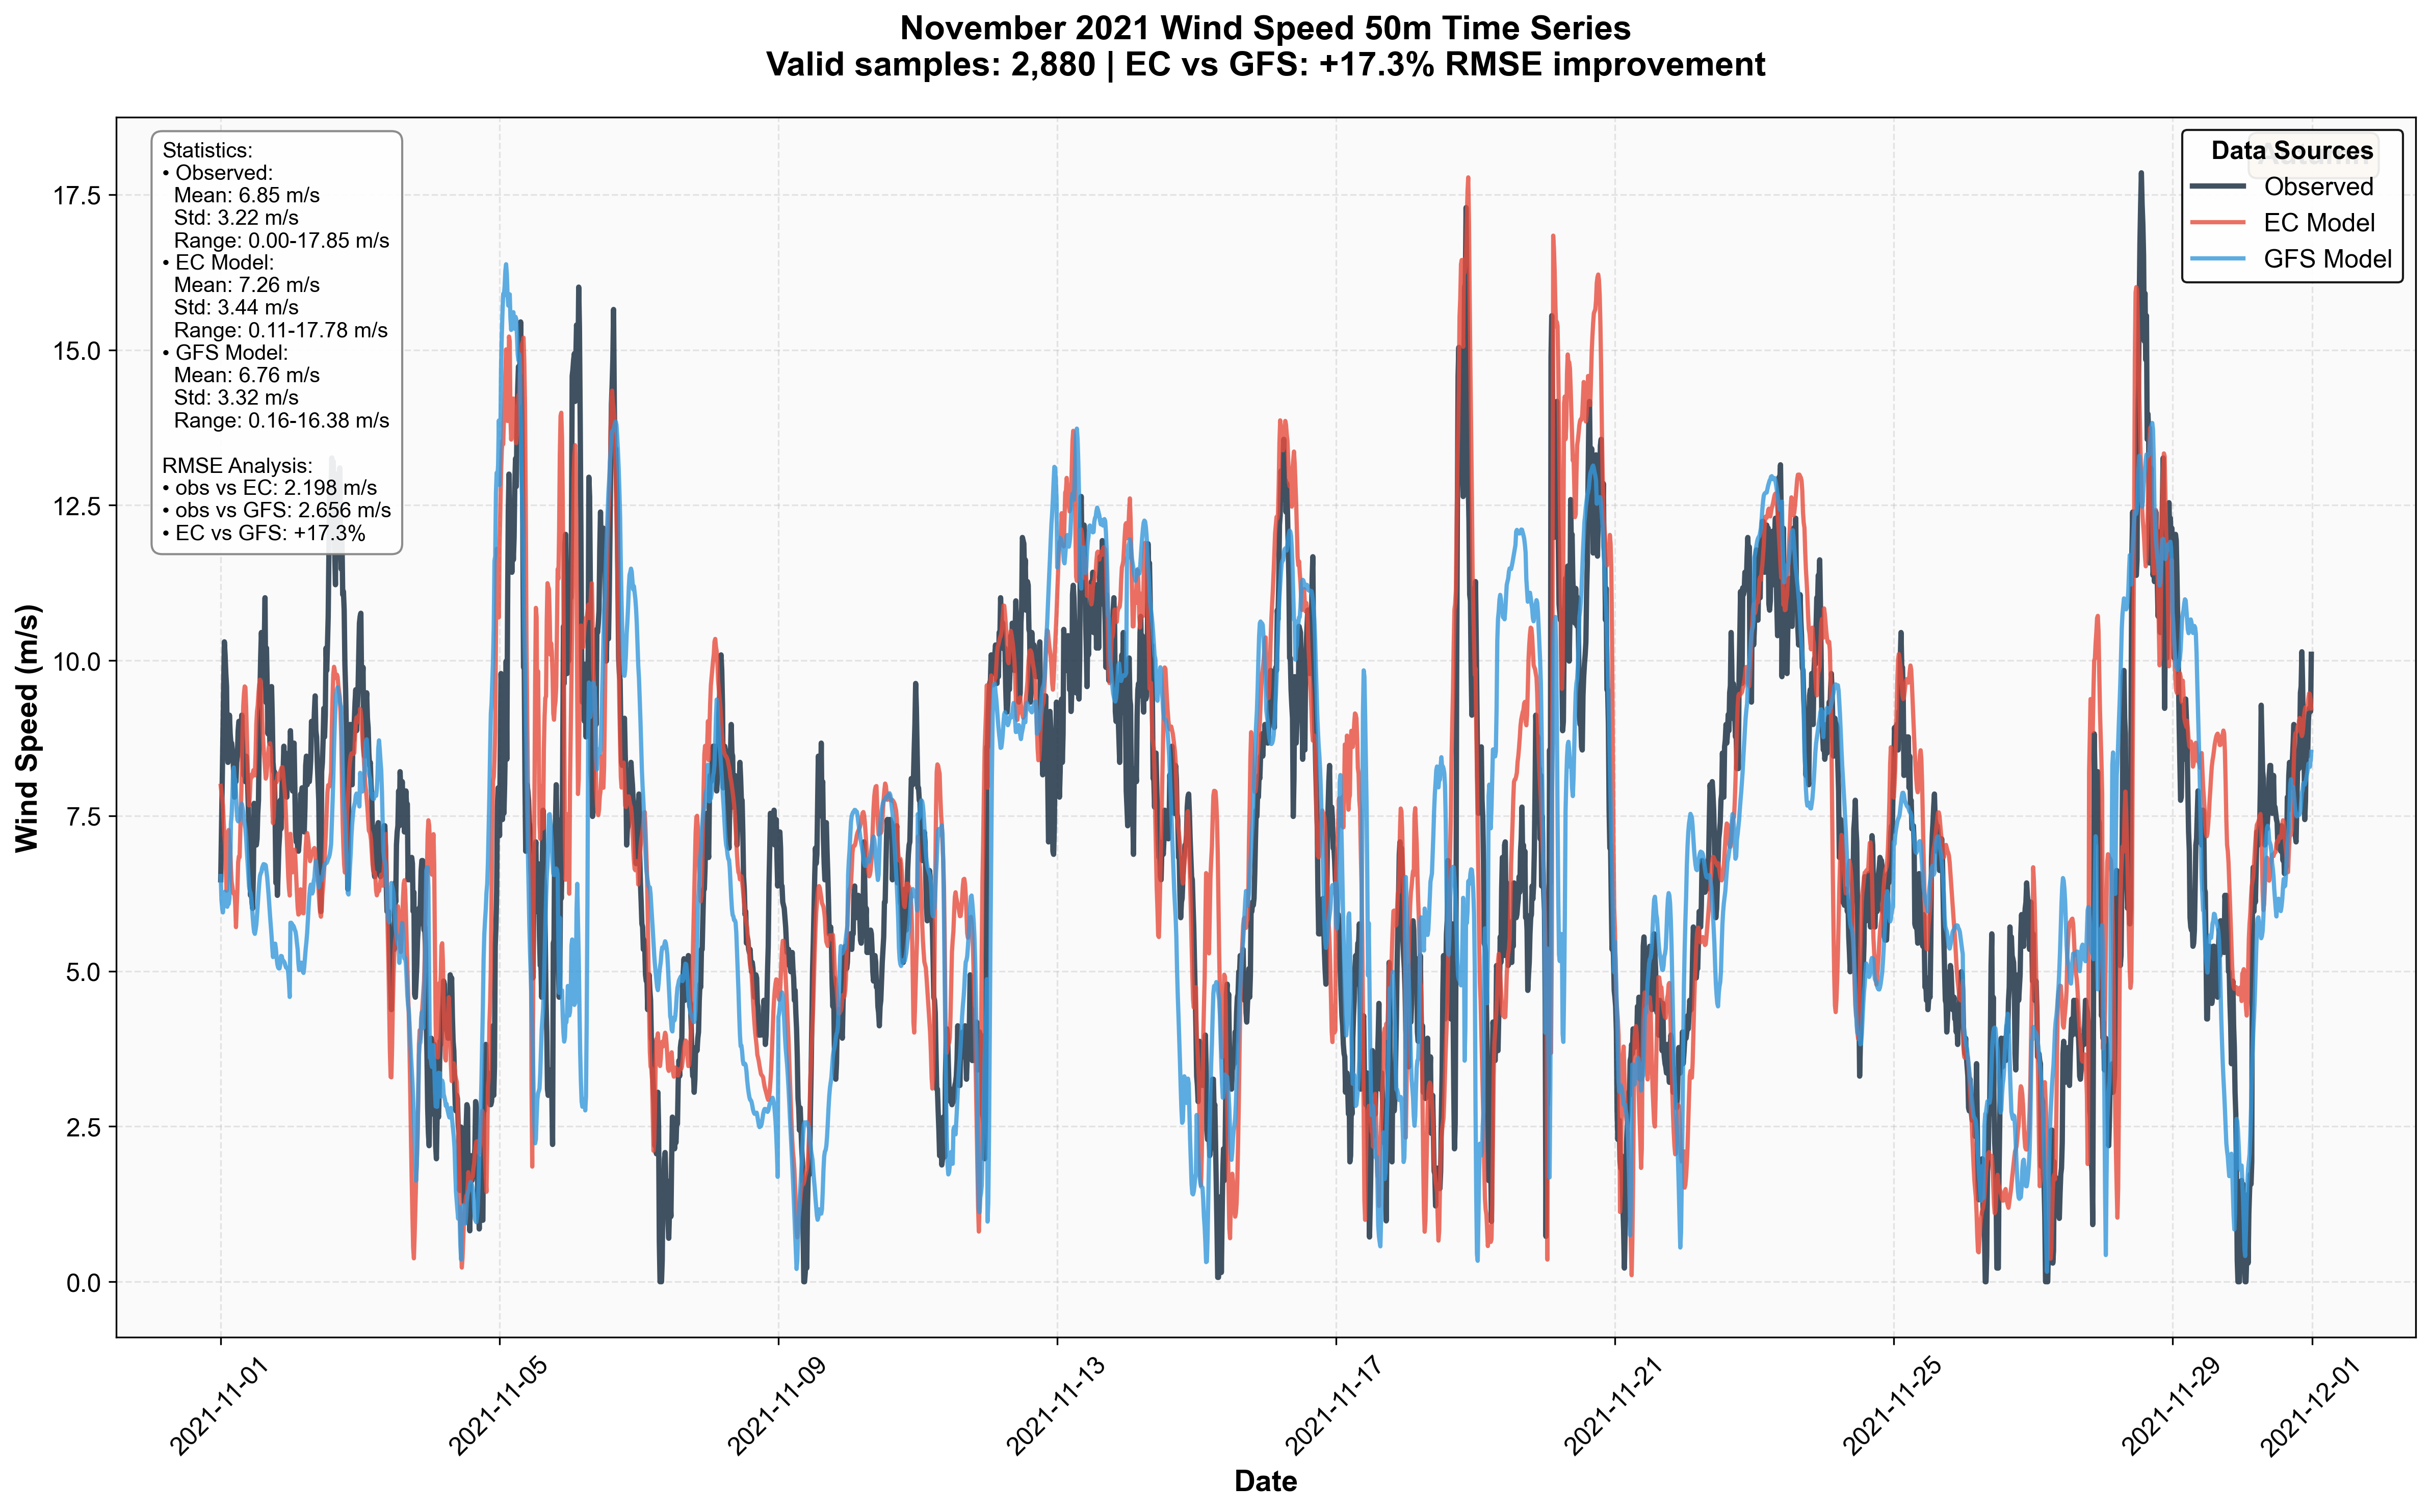 November 2021 Wind Speed 50m Time Series
Valid samples: 2,880 | EC vs GFS: +17.3% RMSE improvement
Statistics:
• Observed:
Mean: 6.85 m/s
Std: 3.22 m/s
Range: 0.00-17.85 m/s
• EC Model:
Mean: 7.26 m/s
Std: 3.44 m/s
Range: 0.11-17.78 m/s
• GFS Model:
Mean: 6.76 m/s
Std: 3.32 m/s
Range: 0.16-16.38 m/s
RMSE Analysis:
• obs vs EC: 2.198 m/s
• obs vs GFS: 2.656 m/s
• EC vs GFS: +17.3%
Data Sources
Observed
EC Model
GFS Model
Wind Speed (m/s)
17.5
15.0
12.5
10.0
7.5
5.0
2.5
0.0
2021-11-01
2021-11-05
2021-11-09
2021-11-13
2021-11-17
2021-11-21
2021-11-25
2021-11-29
2021-12-01
Date